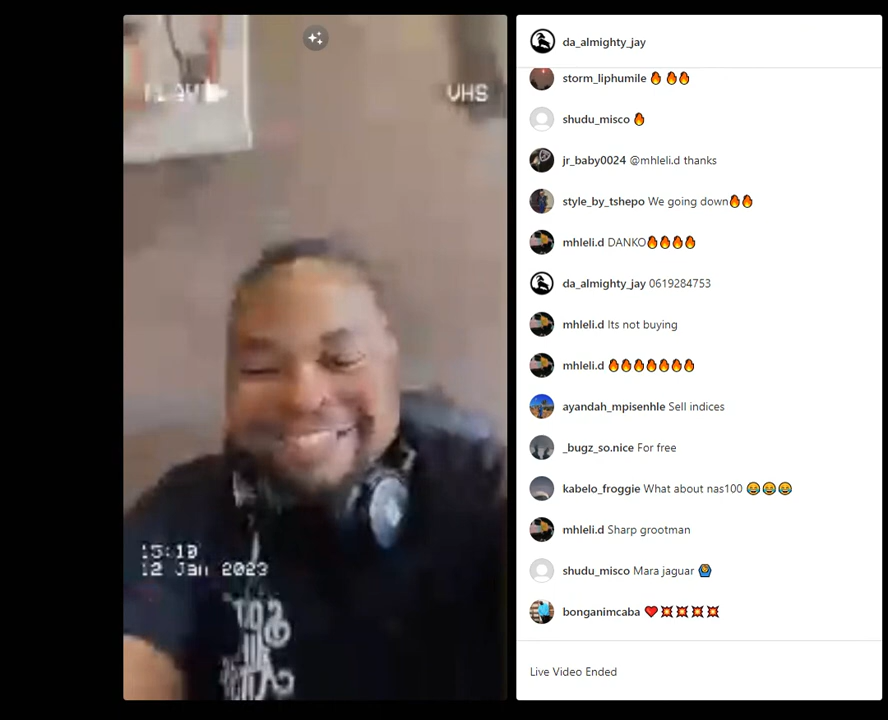 VHS
15:10
12 Jan 2023
da_almighty_jay
storm_liphumile 🔥 🔥🔥
shudu_misco 🔥
jr_baby0024 @mhleli.d thanks
style_by_tshepo We going down🔥🔥
mhleli.d DANKO🔥🔥🔥🔥
da_almighty_jay 0619284753
mhleli.d Its not buying
mhleli.d 🔥🔥🔥🔥🔥🔥🔥
ayandah_mpisenhle Sell indices
_bugz_so.nice For free
kabelo_froggie What about nas100 😂😂😂
mhleli.d Sharp grootman
shudu_misco Mara jaguar 🙆‍♂️
bonganimcaba ❤️💥💥💥💥
Live Video Ended